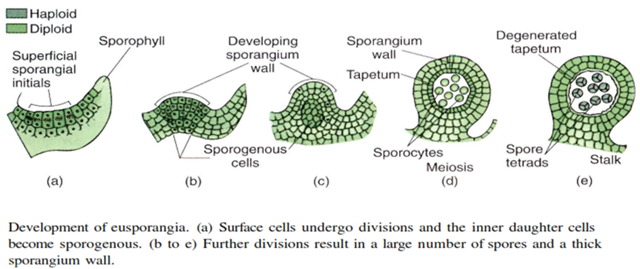 Haploid
Diploid
Superficial
sporangial
initials
Sporophyll
Developing
sporangium
wall
Sporogenous
cells
Sporangium
wall
Tapetum
Sporocytes
Meiosis
Degenerated
tapetum
Spore
tetrads
Stalk
(a)
(b)
(c)
(d)
(e)
Development of eusporangia. (a) Surface cells undergo divisions and the inner daughter cells
become sporogenous. (b to e) Further divisions result in a large number of spores and a thick
sporangium wall.